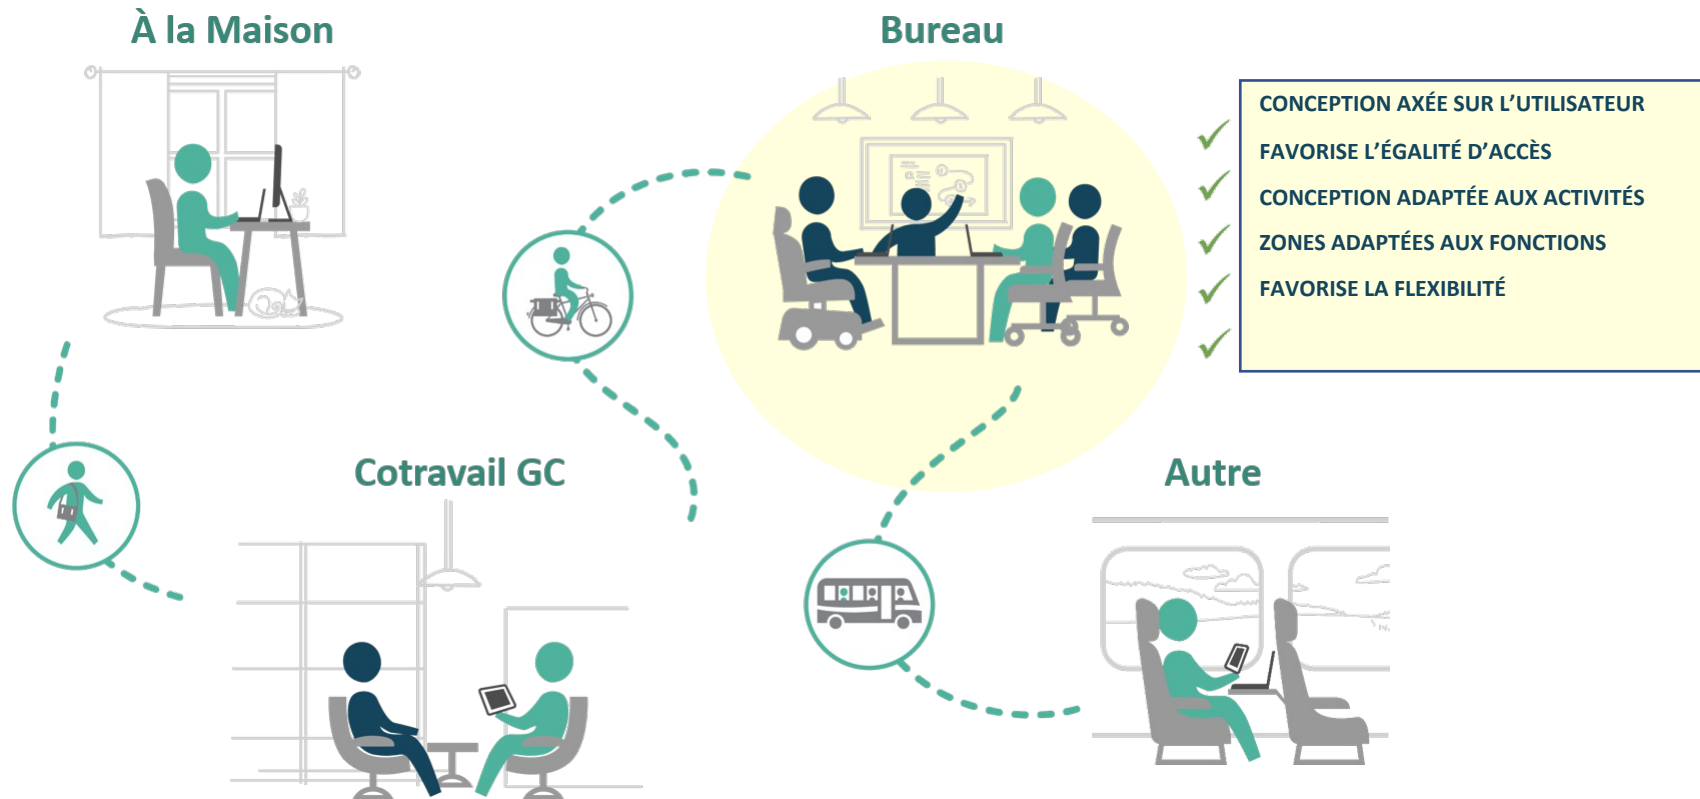 À la Maison
Bureau
CONCEPTION AXÉE SUR L'UTILISATEUR
FAVORISE L'ÉGALITÉ D'ACCÈS
CONCEPTION ADAPTÉE AUX ACTIVITÉS
ZONES ADAPTÉES AUX FONCTIONS
FAVORISE LA FLEXIBILITÉ
Cotravail GC
Autre